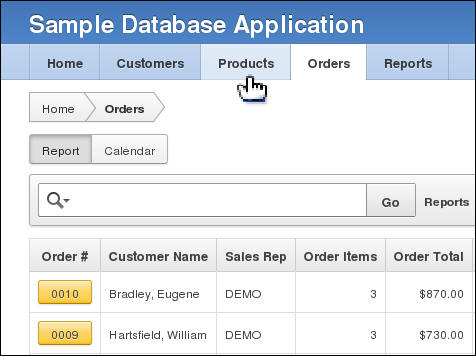 Sample Database Application
Home Customers Products Orders Reports
Home Orders
Report Calendar
Go Reports
Order # Customer Name Sales Rep Order Items Order Total
0010 Bradley, Eugene DEMO 3 $870.00
0009 Hartsfield, William DEMO 3 $730.00